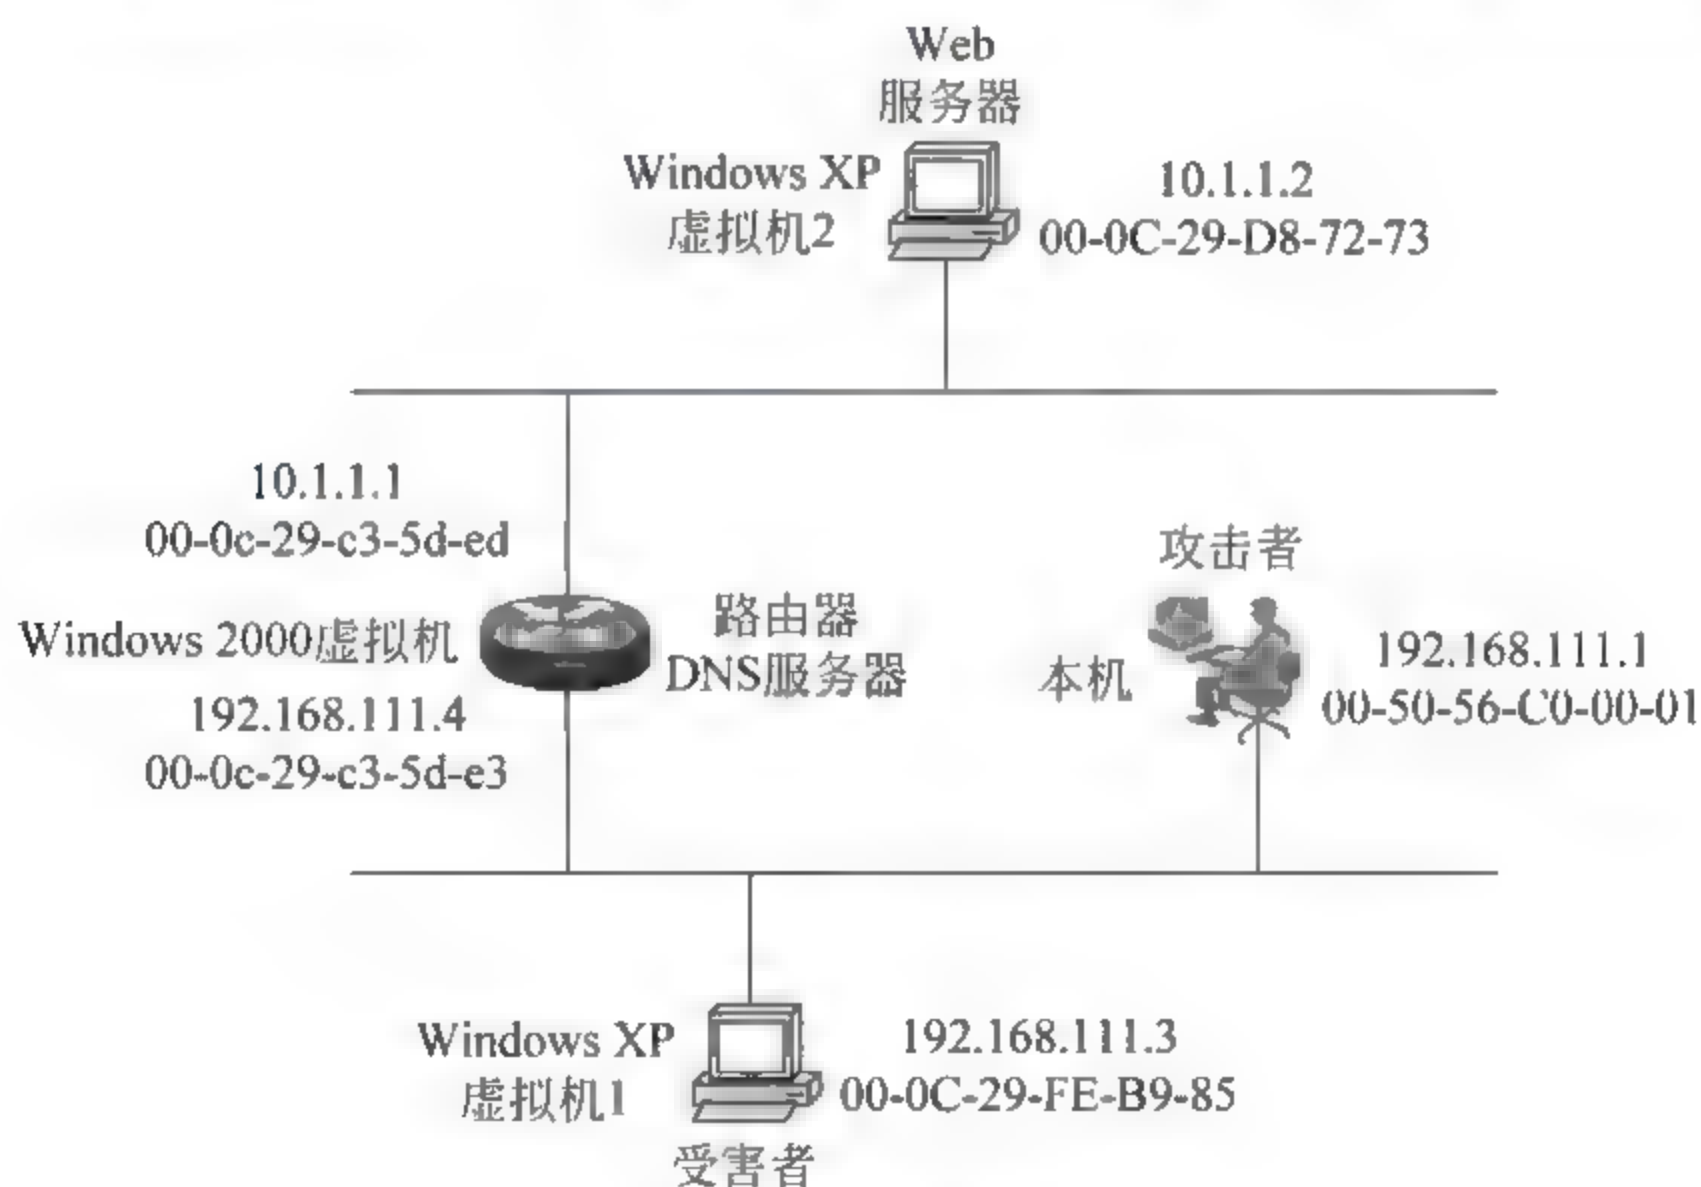 Web
服务器
Windows XP
虚拟机2
10.1.1.2
00-0C-29-D8-72-73
10.1.1.1
00-0c-29-c3-5d-ed
Windows 2000虚拟机
192.168.111.4
00-0c-29-c3-5d-e3
路由器
DNS服务器
攻击者
本机
192.168.111.1
00-50-56-C0-00-01
Windows XP
虚拟机1
192.168.111.3
00-0C-29-FE-B9-85
受害者